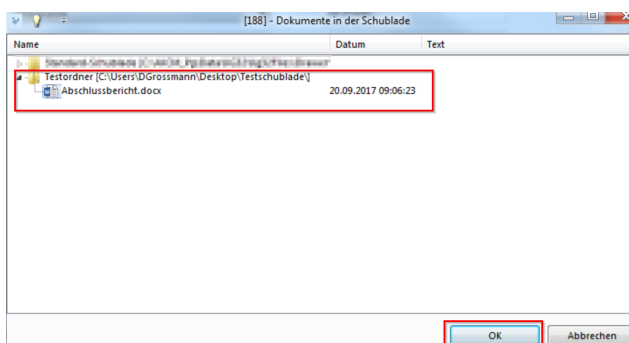 [188] - Dokumente in der Schublade
Name Datum Text
Testordner [C:\Users\DGrossmann\Desktop\Testschublade\]
Abschlussbericht.docx 20.09.2017 09:06:23
OK Abbrechen